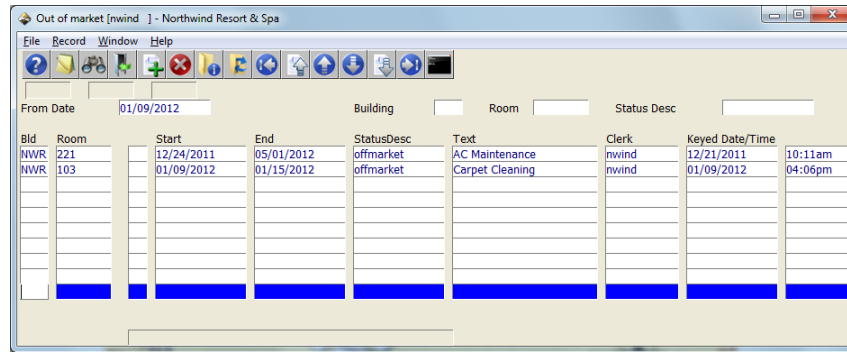 Out of market [nwind ] - Northwind Resort & Spa
File Record Window Help
From Date 01/09/2012 Building Room Status Desc
Bld Room Start End StatusDesc Text Clerk Keyed Date/Time
NWR 221 12/24/2011 05/01/2012 offmarket AC Maintenance nwind 12/21/2011 10:11am
NWR 103 01/09/2012 01/15/2012 offmarket Carpet Cleaning nwind 01/09/2012 04:06pm